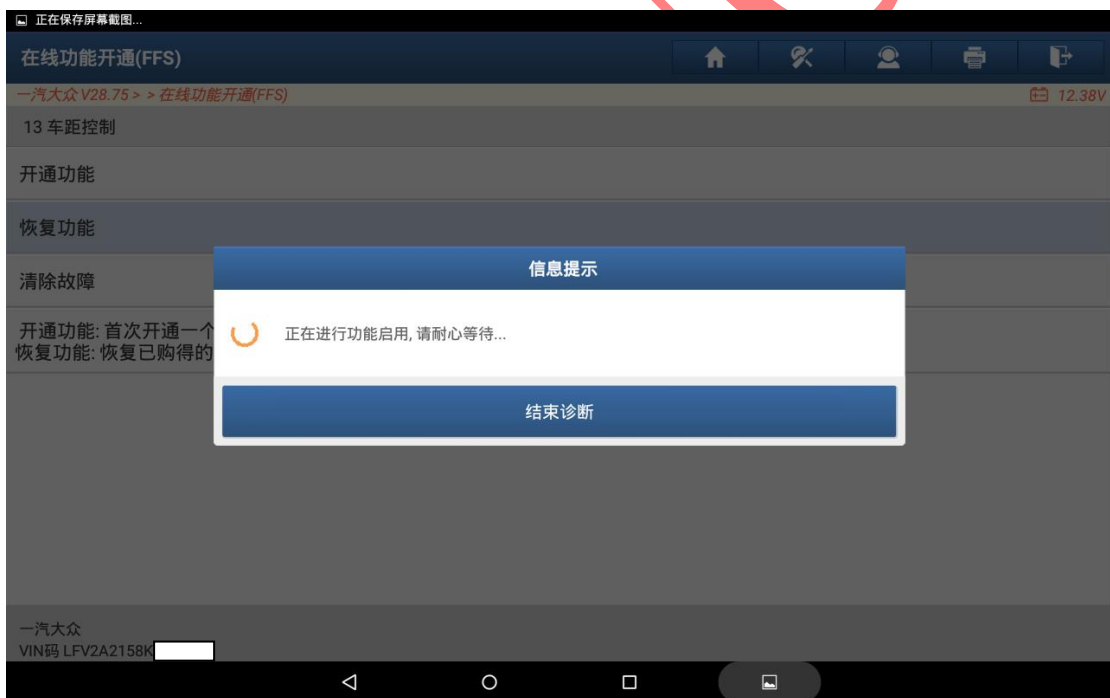 正在保存屏幕截图...
在线功能开通(FFS)
一汽大众 V28.75 > > 在线功能开通(FFS)
12.38V
13 车距控制
开通功能
恢复功能
清除故障
开通功能: 首次开通一个
恢复功能: 恢复已购得的
信息提示
正在进行功能启用, 请耐心等待...
结束诊断
一汽大众
VIN码 LFV2A2158K